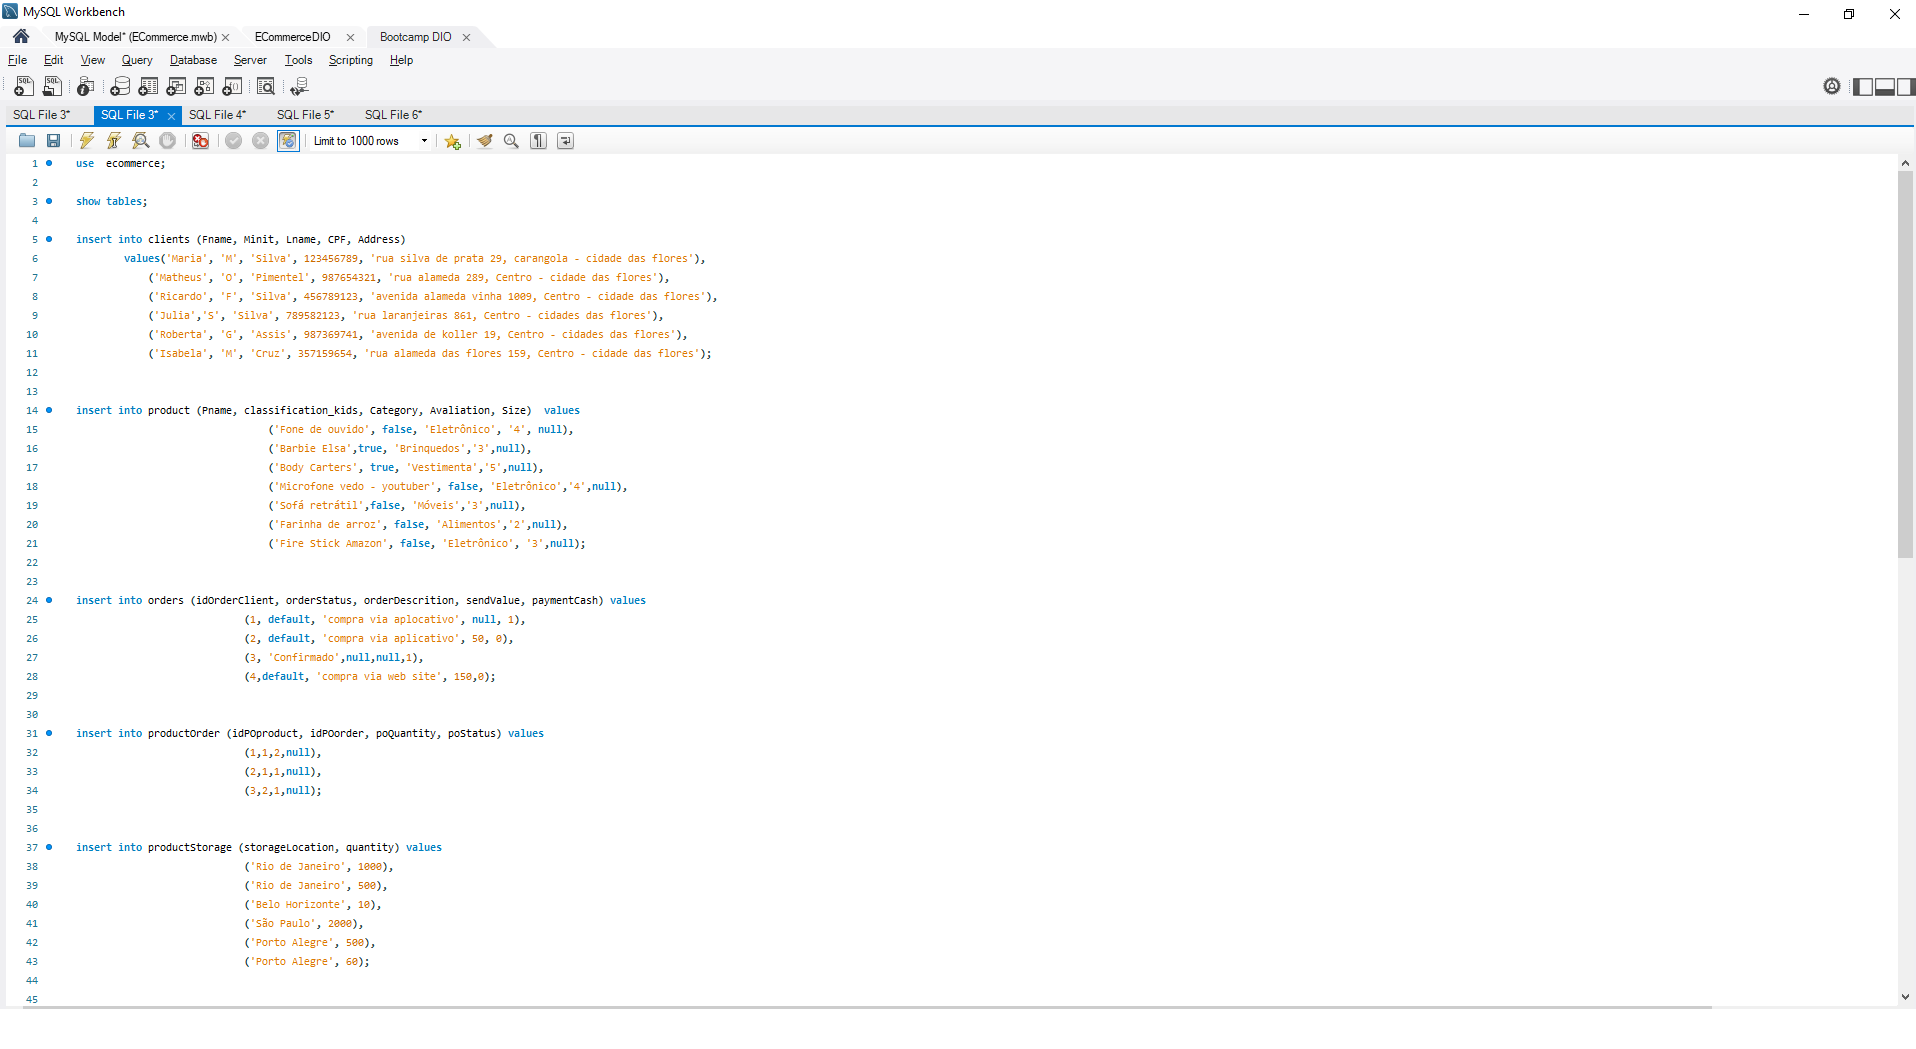 MySQL Workbench
MySQL Model* (ECommerce.mwb)
ECommerceDIO
Bootcamp DIO
File Edit View Query Database Server Tools Scripting Help
SQL File 3* SQL File 3* SQL File 4* SQL File 5* SQL File 6*
Limit to 1000 rows
1 use  ecommerce;
2
3 show tables;
4
5 insert into clients (Fname, Minit, Lname, CPF, Address)
6 values('Maria', 'M', 'Silva', 123456789, 'rua silva de prata 29, carangola - cidade das flores'),
7 ('Matheus', 'O', 'Pimentel', 987654321, 'rua alameda 289, Centro - cidade das flores'),
8 ('Ricardo', 'F', 'Silva', 456789123, 'avenida alameda vinha 1009, Centro - cidade das flores'),
9 ('Julia','S', 'Silva', 789582123, 'rua laranjeiras 861, Centro - cidades das flores'),
10 ('Roberta', 'G', 'Assis', 987369741, 'avenida de koller 19, Centro - cidades das flores'),
11 ('Isabela', 'M', 'Cruz', 357159654, 'rua alameda das flores 159, Centro - cidade das flores');
12
13
14 insert into product (Pname, classification_kids, Category, Avaliation, Size)  values
15 ('Fone de ouvido', false, 'Eletrônico', '4', null),
16 ('Barbie Elsa',true, 'Brinquedos','3',null),
17 ('Body Carters', true, 'Vestimenta','5',null),
18 ('Microfone vedo - youtuber', false, 'Eletrônico','4',null),
19 ('Sofá retrátil',false, 'Móveis','3',null),
20 ('Farinha de arroz', false, 'Alimentos','2',null),
21 ('Fire Stick Amazon', false, 'Eletrônico', '3',null);
22
23
24 insert into orders (idOrderClient, orderStatus, orderDescrition, sendValue, paymentCash) values
25 (1, default, 'compra via aplocativo', null, 1),
26 (2, default, 'compra via aplicativo', 50, 0),
27 (3, 'Confirmado',null,null,1),
28 (4,default, 'compra via web site', 150,0);
29
30
31 insert into productOrder (idPOproduct, idPOorder, poQuantity, poStatus) values
32 (1,1,2,null),
33 (2,1,1,null),
34 (3,2,1,null);
35
36
37 insert into productStorage (storageLocation, quantity) values
38 ('Rio de Janeiro', 1000),
39 ('Rio de Janeiro', 500),
40 ('Belo Horizonte', 10),
41 ('São Paulo', 2000),
42 ('Porto Alegre', 500),
43 ('Porto Alegre', 60);
44
45